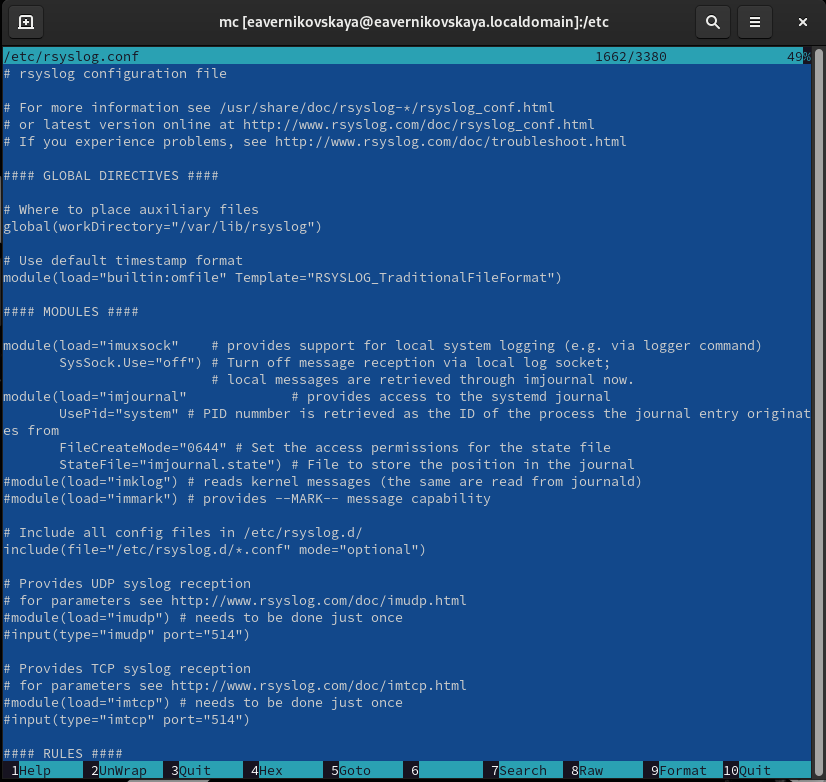 mc [eavernikovskaya@eavernikovskaya.localdomain]:/etc
/etc/rsyslog.conf 1662/3380 49%
# rsyslog configuration file
# For more information see /usr/share/doc/rsyslog-*/rsyslog_conf.html
# or latest version online at http://www.rsyslog.com/doc/rsyslog_conf.html
# If you experience problems, see http://www.rsyslog.com/doc/troubleshoot.html
#### GLOBAL DIRECTIVES ####
# Where to place auxiliary files
global(workDirectory="/var/lib/rsyslog")
# Use default timestamp format
module(load="builtin:omfile" Template="RSYSLOG_TraditionalFileFormat")
#### MODULES ####
module(load="imuxsock"    # provides support for local system logging (e.g. via logger command)
       SysSock.Use="off") # Turn off message reception via local log socket;
                          # local messages are retrieved through imjournal now.
module(load="imjournal"             # provides access to the systemd journal
       UsePid="system" # PID nummber is retrieved as the ID of the process the journal entry originat
es from
       FileCreateMode="0644" # Set the access permissions for the state file
       StateFile="imjournal.state") # File to store the position in the journal
#module(load="imklog") # reads kernel messages (the same are read from journald)
#module(load="immark") # provides --MARK-- message capability
# Include all config files in /etc/rsyslog.d/
include(file="/etc/rsyslog.d/*.conf" mode="optional")
# Provides UDP syslog reception
# for parameters see http://www.rsyslog.com/doc/imudp.html
#module(load="imudp") # needs to be done just once
#input(type="imudp" port="514")
# Provides TCP syslog reception
# for parameters see http://www.rsyslog.com/doc/imtcp.html
#module(load="imtcp") # needs to be done just once
#input(type="imtcp" port="514")
#### RULES ####
1Help 2UnWrap 3Quit 4Hex 5Goto 6 7Search 8Raw 9Format 10Quit